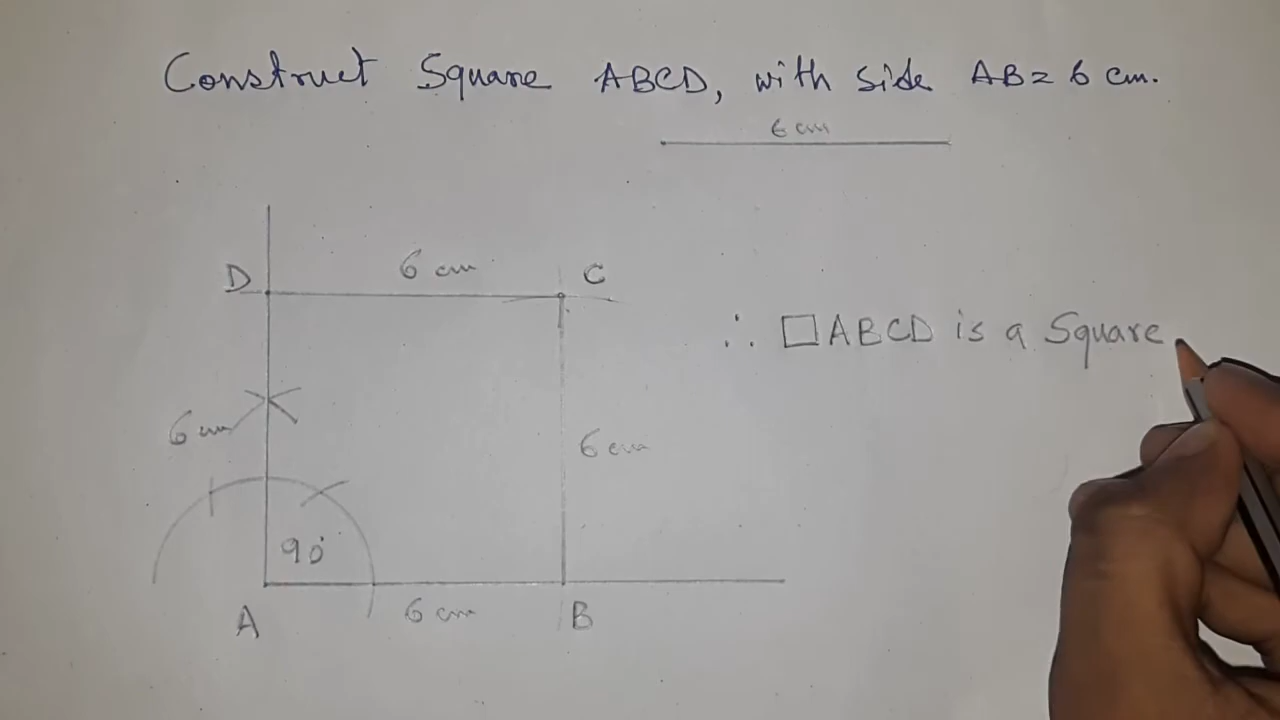 Construct Square ABCD, with side AB = 6 cm.
6 cm
D 6 cm C
∴ □ABCD is a Square
6 cm
6 cm
90°
A 6 cm B